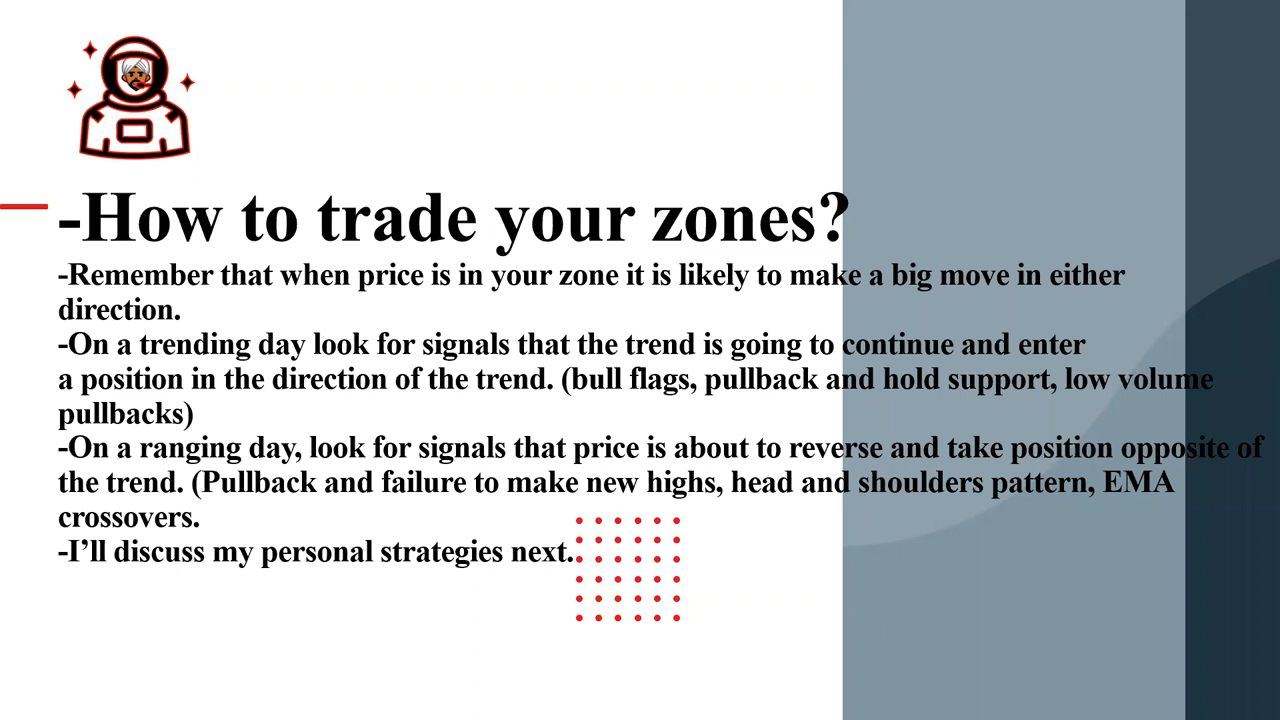 -How to trade your zones?
-Remember that when price is in your zone it is likely to make a big move in either
direction.
-On a trending day look for signals that the trend is going to continue and enter
a position in the direction of the trend. (bull flags, pullback and hold support, low volume
pullbacks)
-On a ranging day, look for signals that price is about to reverse and take position opposite of
the trend. (Pullback and failure to make new highs, head and shoulders pattern, EMA
crossovers.
-I’ll discuss my personal strategies next.